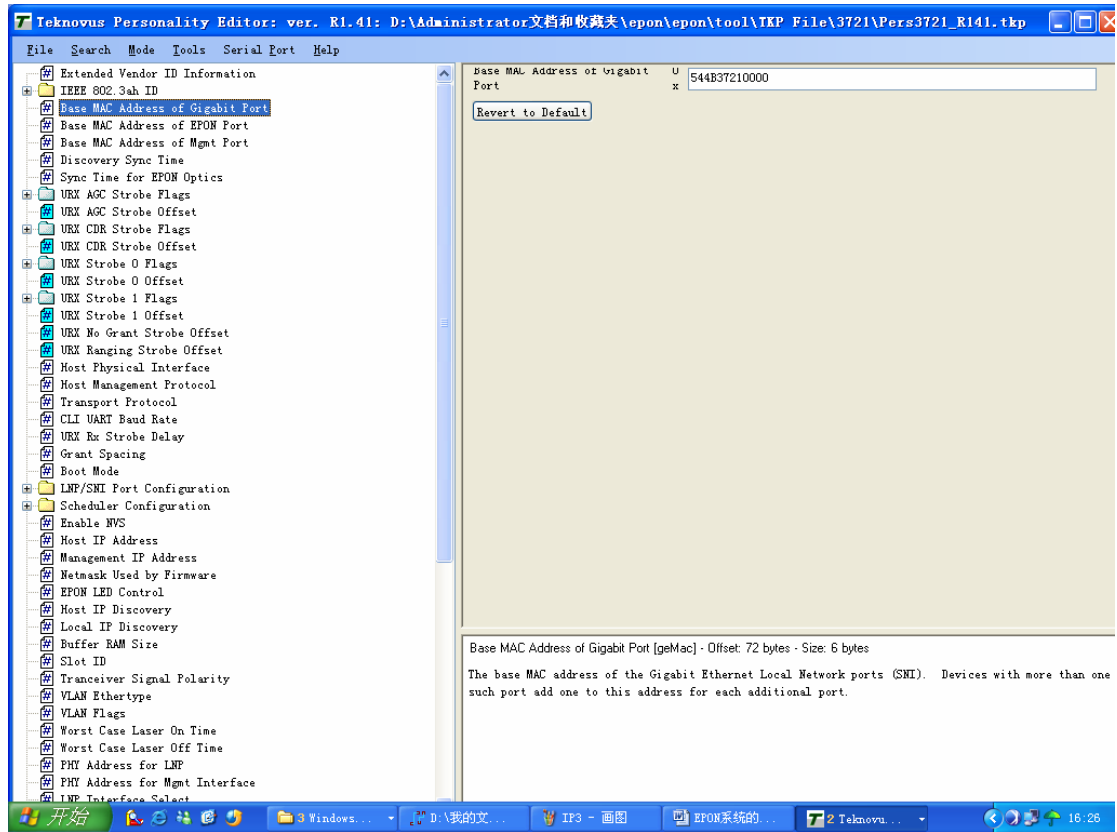 Teknovus Personality Editor: ver. R1.41: D:\Administrator文档和收藏夹\epon\epon\tool\TKP File\3721\Pers3721_R141.tkp
File Search Mode Tools Serial Port Help
Extended Vendor ID Information
IEEE 802.3ah ID
Base MAC Address of Gigabit Port
Base MAC Address of EPON Port
Base MAC Address of Mgmt Port
Discovery Sync Time
Sync Time for EPON Optics
URX AGC Strobe Flags
URX AGC Strobe Offset
URX CDR Strobe Flags
URX CDR Strobe Offset
URX Strobe 0 Flags
URX Strobe 0 Offset
URX Strobe 1 Flags
URX Strobe 1 Offset
URX No Grant Strobe Offset
URX Ranging Strobe Offset
Host Physical Interface
Host Management Protocol
Transport Protocol
CLI UART Baud Rate
URX Rx Strobe Delay
Grant Spacing
Boot Mode
LNP/SNI Port Configuration
Scheduler Configuration
Enable NVS
Host IP Address
Management IP Address
Netmask Used by Firmware
EPON LED Control
Host IP Discovery
Local IP Discovery
Buffer RAM Size
Slot ID
Tranceiver Signal Polarity
VLAN Ethertype
VLAN Flags
Worst Case Laser On Time
Worst Case Laser Off Time
PHY Address for LNP
PHY Address for Mgmt Interface
LNP Interface Select
Base MAC Address of Gigabit 0
Port x
544B37210000
Revert to Default
Base MAC Address of Gigabit Port [geMac] - Offset: 72 bytes - Size: 6 bytes
The base MAC address of the Gigabit Ethernet Local Network ports (SNI). Devices with more than one
such port add one to this address for each additional port.
开始 3 Windows... D:\我的文... IP3 - 画图 EPON系统的... 2 Teknovu... 16:26